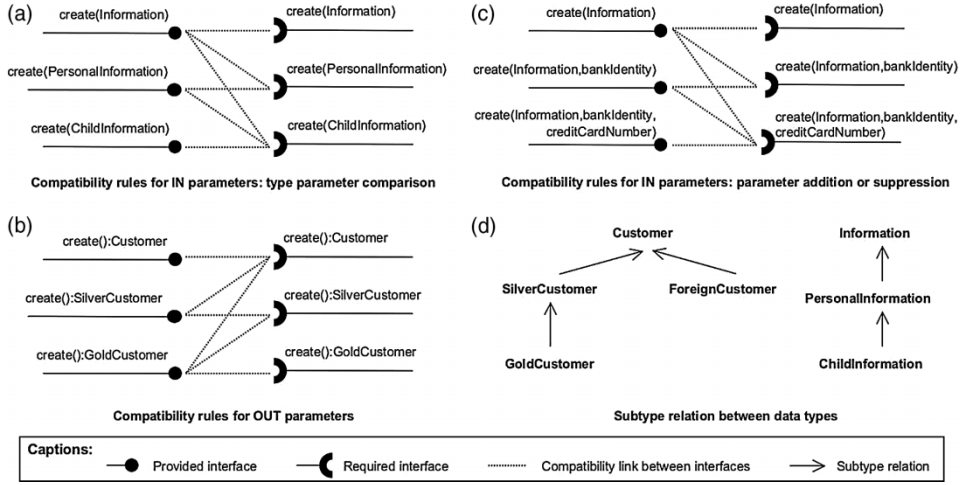 (a)
create(Information)
create(Information)
create(PersonalInformation)
create(PersonalInformation)
create(ChildInformation)
create(ChildInformation)
Compatibility rules for IN parameters: type parameter comparison
(c)
create(Information)
create(Information)
create(Information,bankIdentity)
create(Information,bankIdentity)
create(Information,bankIdentity,
creditCardNumber)
create(Information,bankIdentity,
creditCardNumber)
Compatibility rules for IN parameters: parameter addition or suppression
(b)
create():Customer
create():Customer
create():SilverCustomer
create():SilverCustomer
create():GoldCustomer
create():GoldCustomer
Compatibility rules for OUT parameters
(d)
Customer
Information
SilverCustomer
ForeignCustomer
PersonalInformation
GoldCustomer
ChildInformation
Subtype relation between data types
Captions:
Provided interface
Required interface
Compatibility link between interfaces
Subtype relation